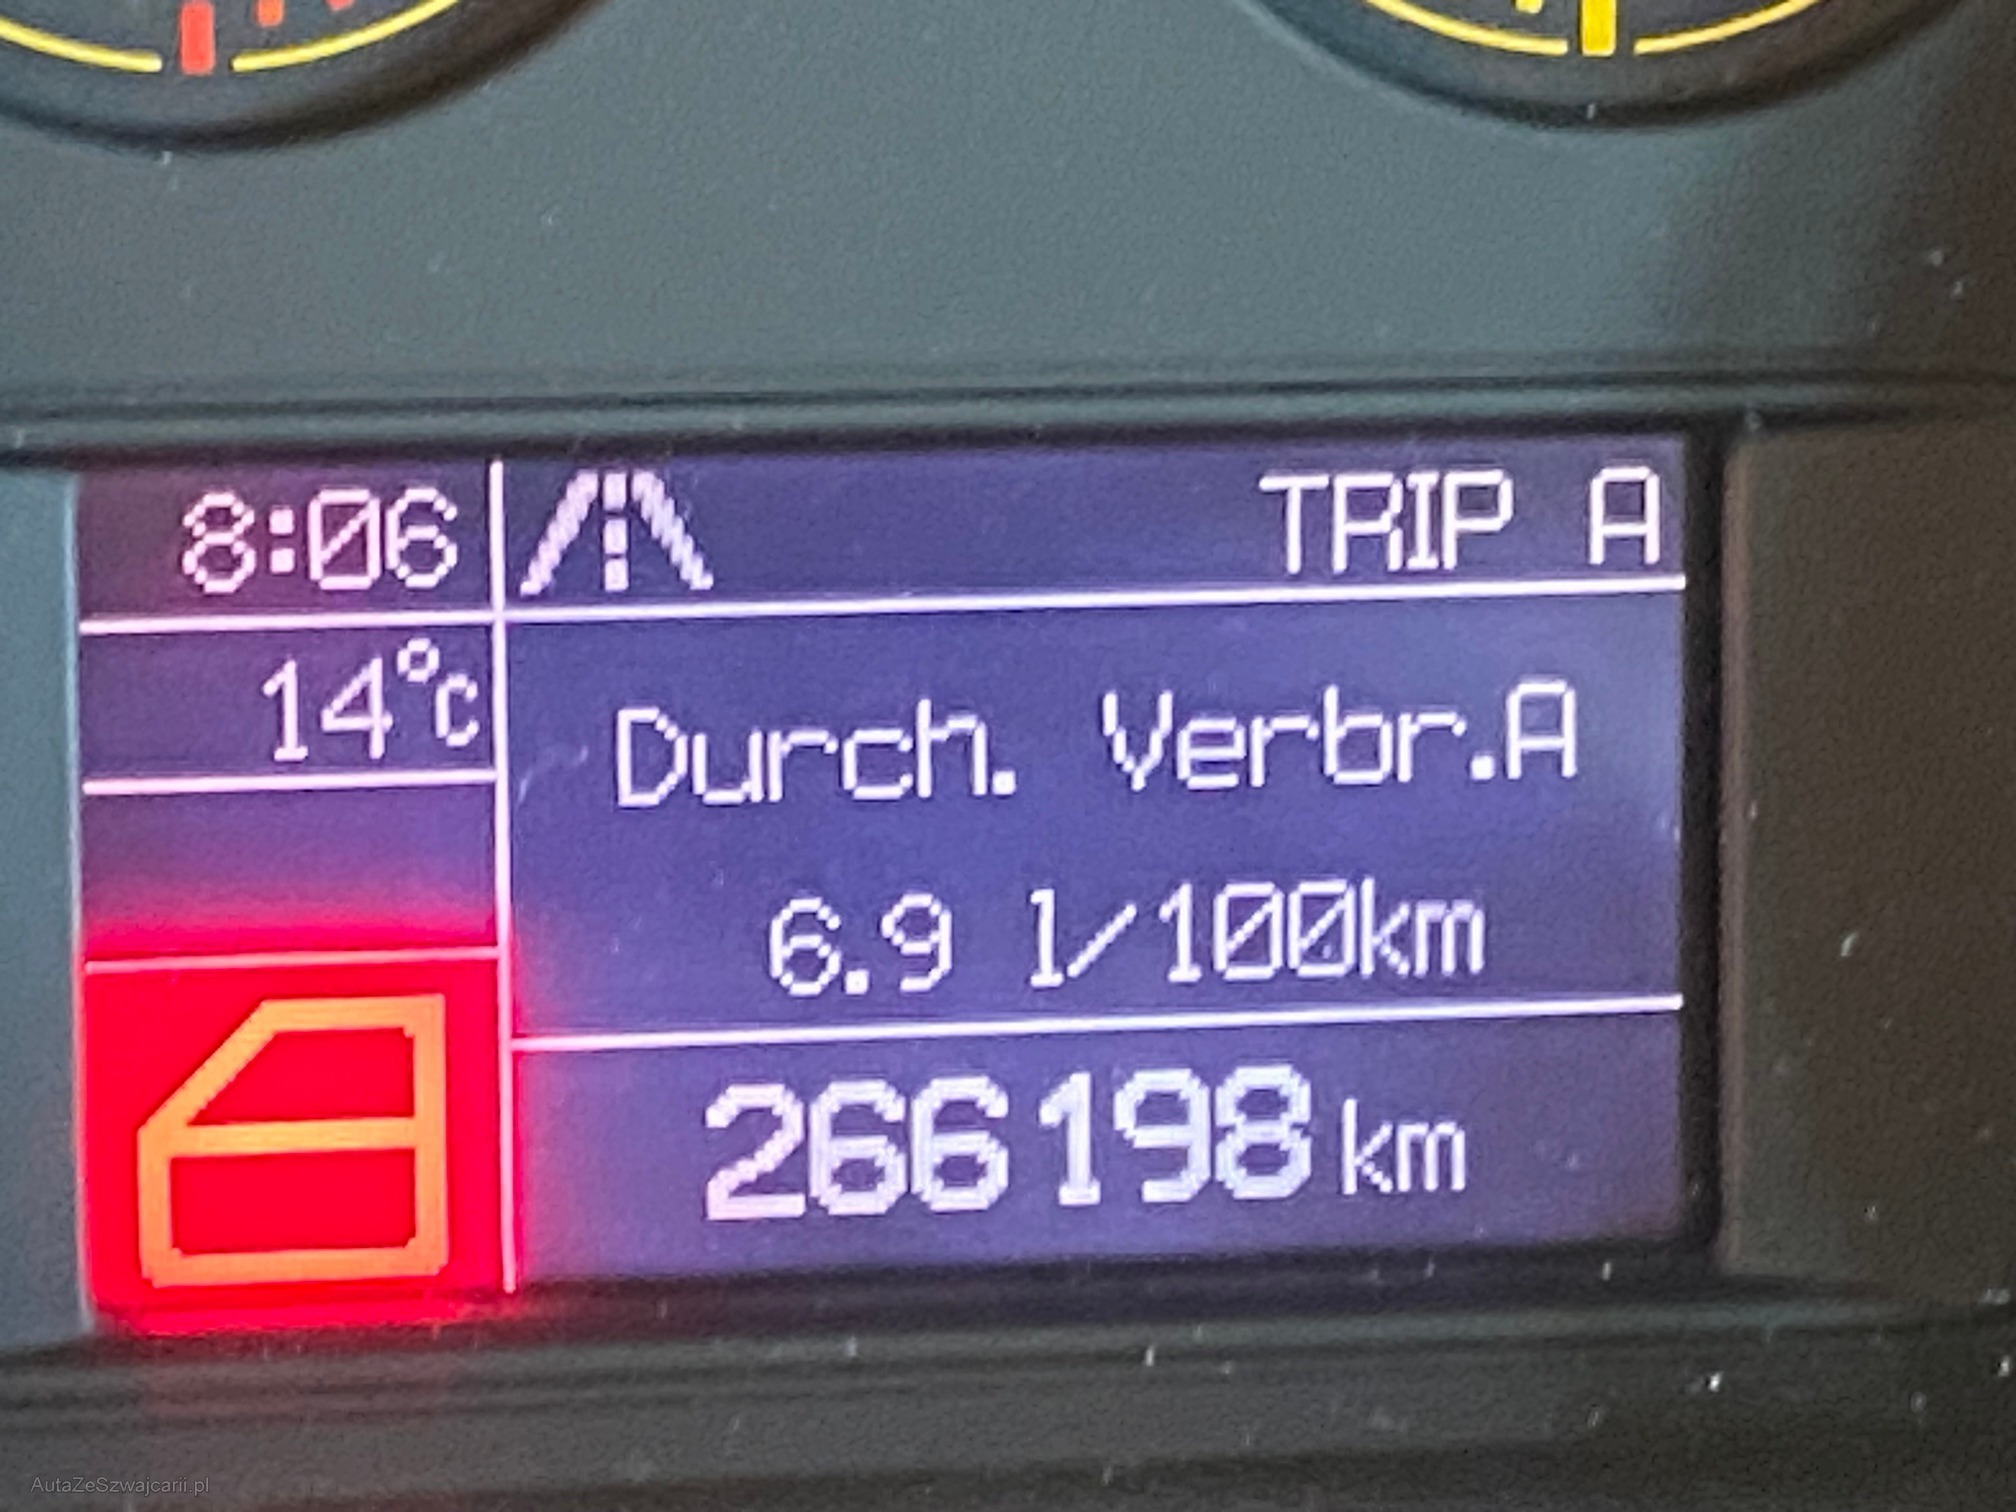 8:06
TRIP A
14°C
Durch. Verbr.A
6.9 l/100km
266198 km
AutaZeSzwajcarii.pl